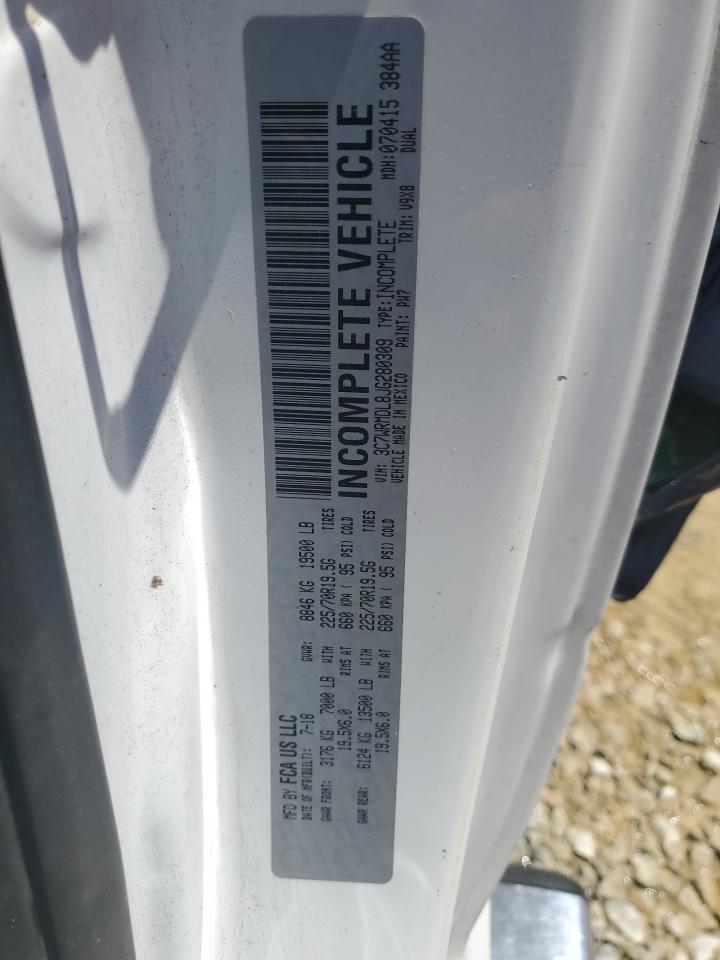 MFD BY FCA US LLC
DATE OF MFR(BUILT): 7-18 GVWR: 8846 KG 19500 LB
GAWR FRONT: 3176 KG 7000 LB WITH 225/70R19.5G TIRES
19.5X6.0 RIMS AT 660 KPA ( 95 PSI) COLD
GAWR REAR: 6124 KG 13500 LB WITH 225/70R19.5G TIRES
19.5X6.0 RIMS AT 660 KPA ( 95 PSI) COLD
INCOMPLETE VEHICLE
VIN: 3C7WRMDL8JG280309 TYPE:INCOMPLETE MDH:070415 384AA
VEHICLE MADE IN MEXICO PAINT: PW7 TRIM: V9X8 DUAL